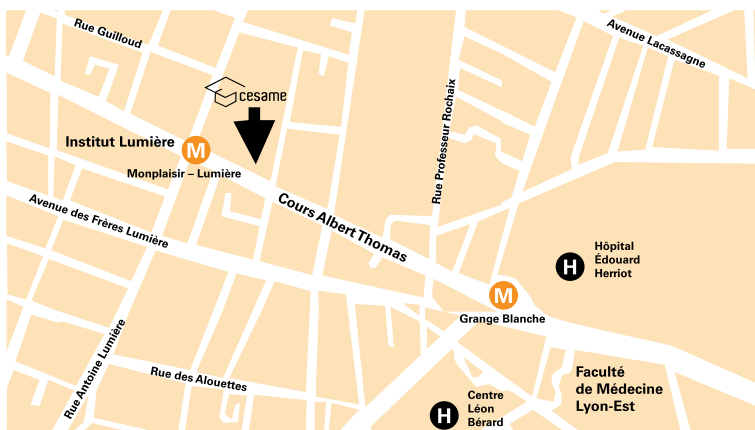 Rue Guilloud
Avenue Lacassagne
cesame
Rue Professeur Rochaix
Institut Lumière
M
Monplaisir – Lumière
Cours Albert Thomas
Avenue des Frères Lumière
H
Hôpital
Édouard
Herriot
M
Grange Blanche
Rue Antoine Lumière
Rue des Alouettes
Faculté
de Médecine
Lyon-Est
H
Centre
Léon
Bérard